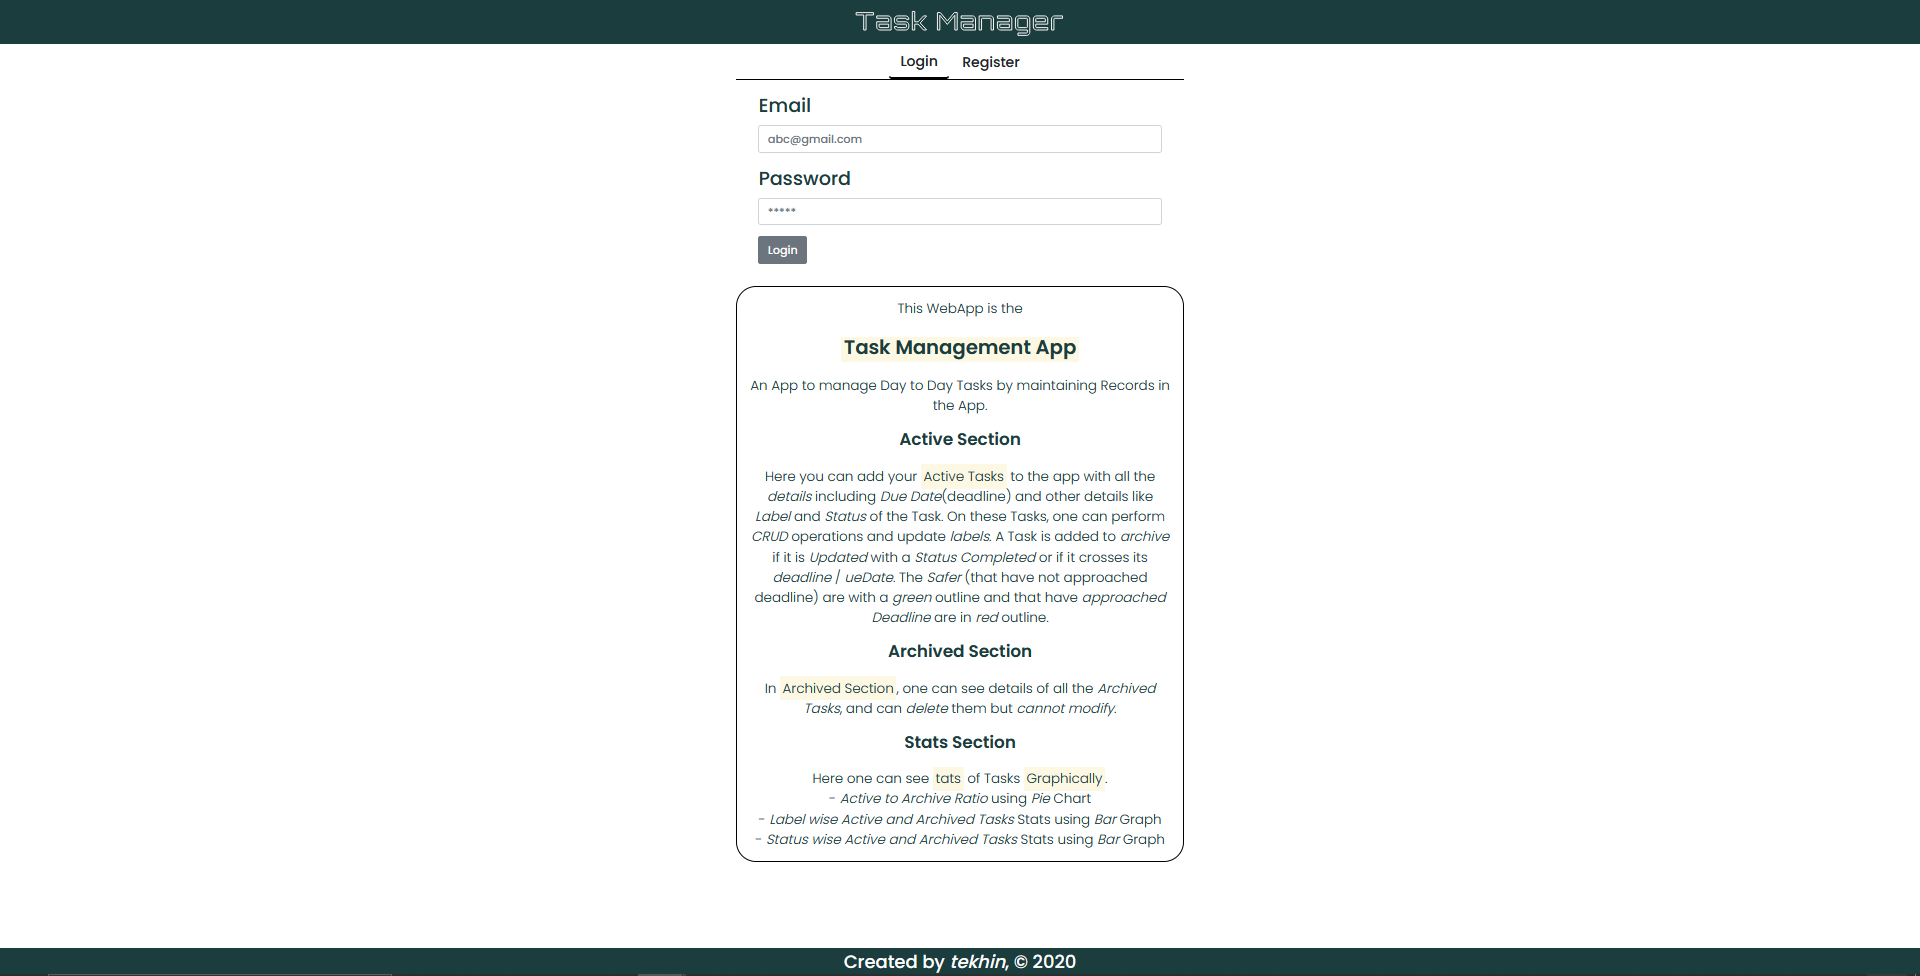 Task Manager
Login Register
Email
abc@gmail.com
Password
*****
Login
This WebApp is the
Task Management App
An App to manage Day to Day Tasks by maintaining Records in
the App.
Active Section
Here you can add your Active Tasks to the app with all the
details including Due Date(deadline) and other details like
Label and Status of the Task. On these Tasks, one can perform
CRUD operations and update labels. A Task is added to archive
if it is Updated with a Status Completed or if it crosses its
deadline / ueDate. The Safer (that have not approached
deadline) are with a green outline and that have approached
Deadline are in red outline.
Archived Section
In Archived Section, one can see details of all the Archived
Tasks, and can delete them but cannot modify.
Stats Section
Here one can see tats of Tasks Graphically.
- Active to Archive Ratio using Pie Chart
- Label wise Active and Archived Tasks Stats using Bar Graph
- Status wise Active and Archived Tasks Stats using Bar Graph
Created by tekhin, © 2020